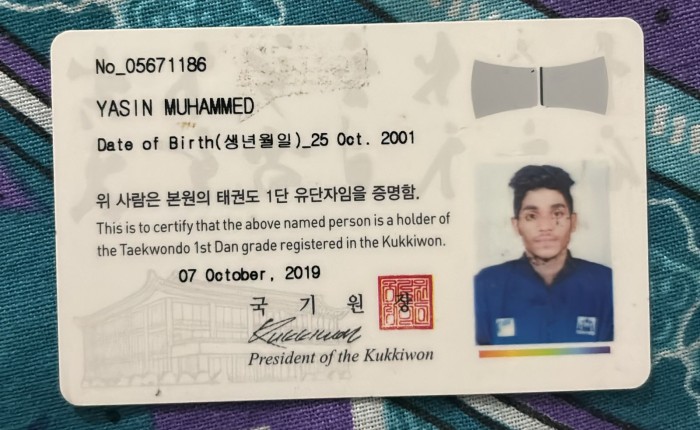 No_05671186
YASIN MUHAMMED
Date of Birth(생년월일)_25 Oct. 2001
위 사람은 본원의 태권도 1단 유단자임을 증명함.
This is to certify that the above named person is a holder of
the Taekwondo 1st Dan grade registered in the Kukkiwon.
07 October, 2019
국 기 원 장
Kukkiwon
President of the Kukkiwon